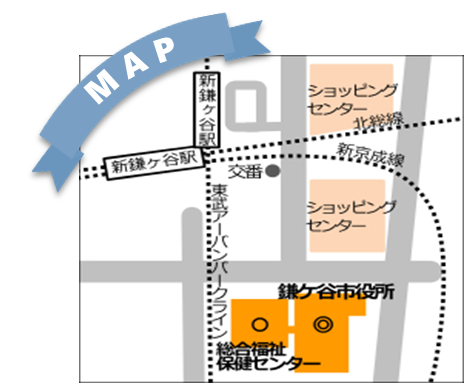 MAP
新鎌ヶ谷駅
ショッピング
センター
北総線
新京成線
新鎌ヶ谷駅
交番
東武アーバンパークライン
ショッピング
センター
鎌ケ谷市役所
総合福祉
保健センター